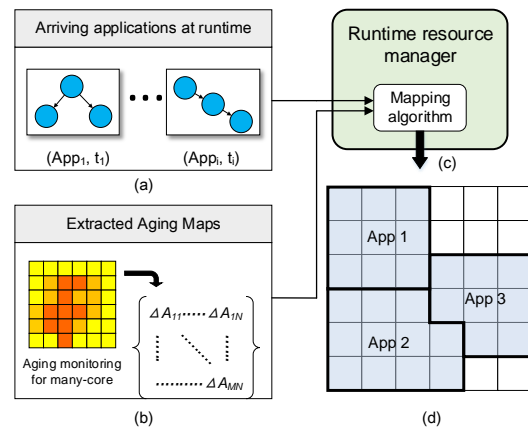 Arriving applications at runtime
(App1, t1)
(Appi, ti)
(a)
Runtime resource
manager
Mapping
algorithm
(c)
Extracted Aging Maps
Aging monitoring
for many-core
ΔA11 ...... ΔA1N
........... ΔAMN
(b)
App 1
App 3
App 2
(d)